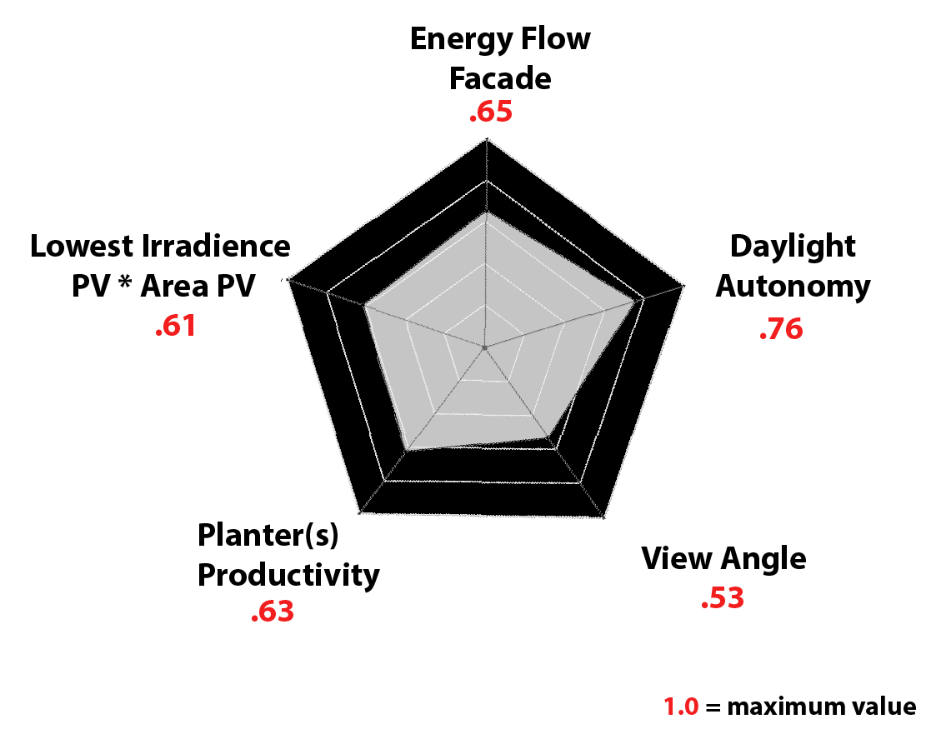 Energy Flow
Facade
.65
Lowest Irradience
PV * Area PV
.61
Daylight
Autonomy
.76
Planter(s)
Productivity
.63
View Angle
.53
1.0 = maximum value